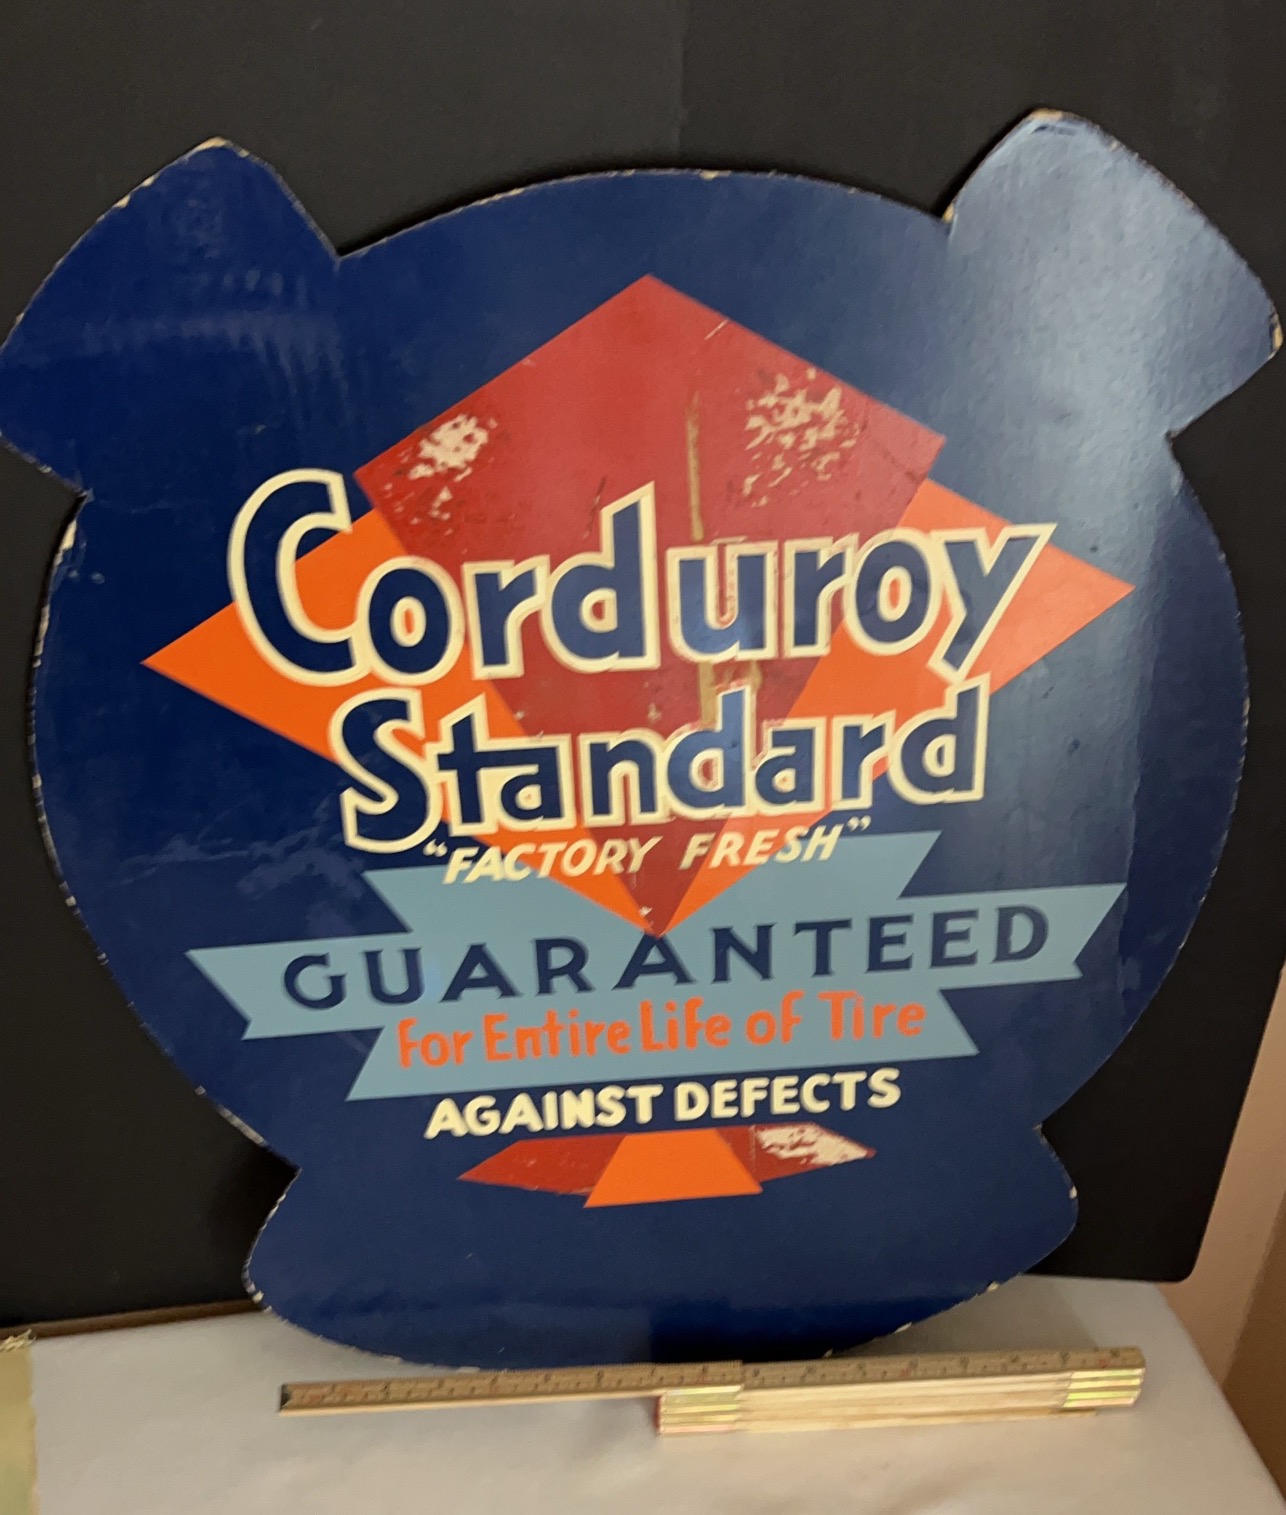 Corduroy
Standard
"FACTORY FRESH"
GUARANTEED
For Entire Life of Tire
AGAINST DEFECTS